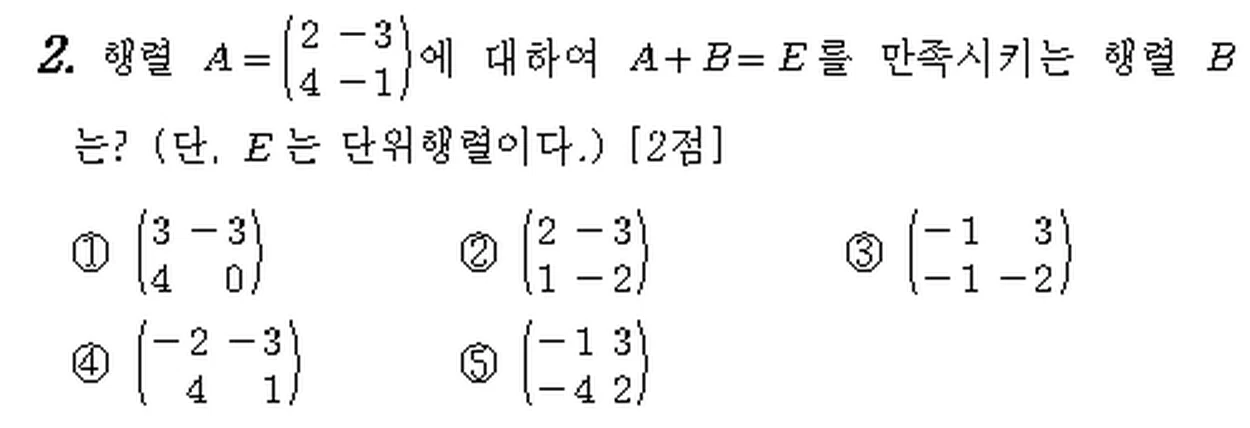 2. 행렬 A=(2 -3
4 -1)에 대하여 A+B=E를 만족시키는 행렬 B
는? (단, E는 단위행렬이다.) [2점]
① (3 -3
4 0) ② (2 -3
1 -2) ③ (-1 3
-1 -2)
④ (-2 -3
4 1) ⑤ (-1 3
-4 2)